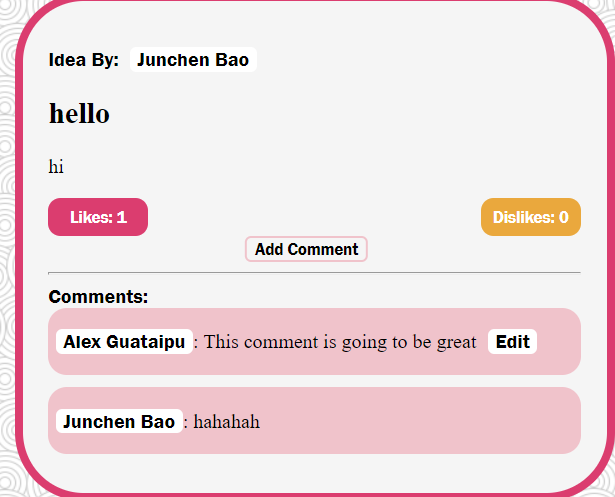 Idea By: Junchen Bao
hello
hi
Likes: 1 Dislikes: 0
Add Comment
Comments:
Alex Guataipu : This comment is going to be great Edit
Junchen Bao : hahahah